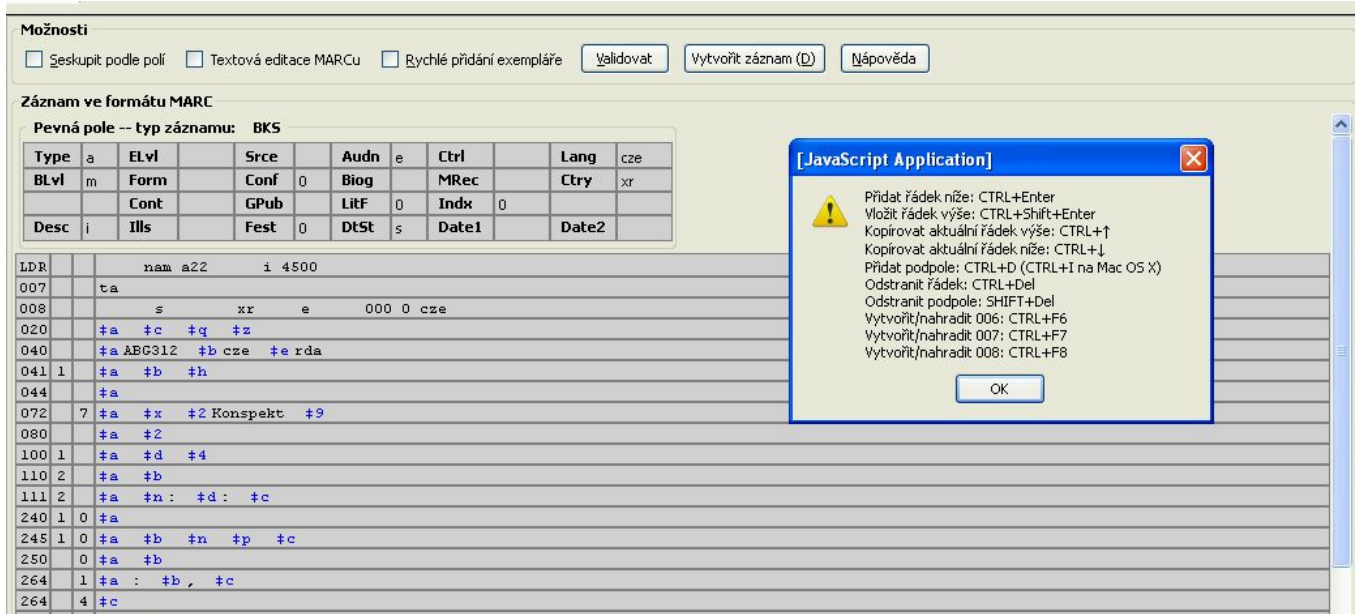 Možnosti
Seskupit podle polí Textová editace MARCu Rychlé přidání exempláře Validovat Vytvořit záznam (D) Nápověda
Záznam ve formátu MARC
Pevná pole -- typ záznamu: BKS
Type a ELvl Srce Audn e Ctrl Lang cze
BLvl m Form Conf 0 Biog MRec Ctry xr
Cont GPub LitF 0 Indx 0
Desc i Ills Fest 0 DtSt s Date1 Date2
LDR nam a22 i 4500
007 ta
008 s xr e 000 0 cze
020 ‡a ‡c ‡q ‡z
040 ‡a ABG312 ‡b cze ‡e rda
041 1 ‡a ‡b ‡h
044 ‡a
072 7 ‡a ‡x ‡2 Konspekt ‡9
080 ‡a ‡2
100 1 ‡a ‡d ‡4
110 2 ‡a ‡b
111 2 ‡a ‡n : ‡d : ‡c
240 1 0 ‡a
245 1 0 ‡a ‡b ‡n ‡p ‡c
250 0 ‡a ‡b
264 1 ‡a : ‡b , ‡c
264 4 ‡c
[JavaScript Application]
Přidat řádek níže: CTRL+Enter
Vložit řádek výše: CTRL+Shift+Enter
Kopírovat aktuální řádek výše: CTRL+↑
Kopírovat aktuální řádek níže: CTRL+↓
Přidat podpole: CTRL+D (CTRL+I na Mac OS X)
Odstranit řádek: CTRL+Del
Odstranit podpole: SHIFT+Del
Vytvořit/nahradit 006: CTRL+F6
Vytvořit/nahradit 007: CTRL+F7
Vytvořit/nahradit 008: CTRL+F8
OK